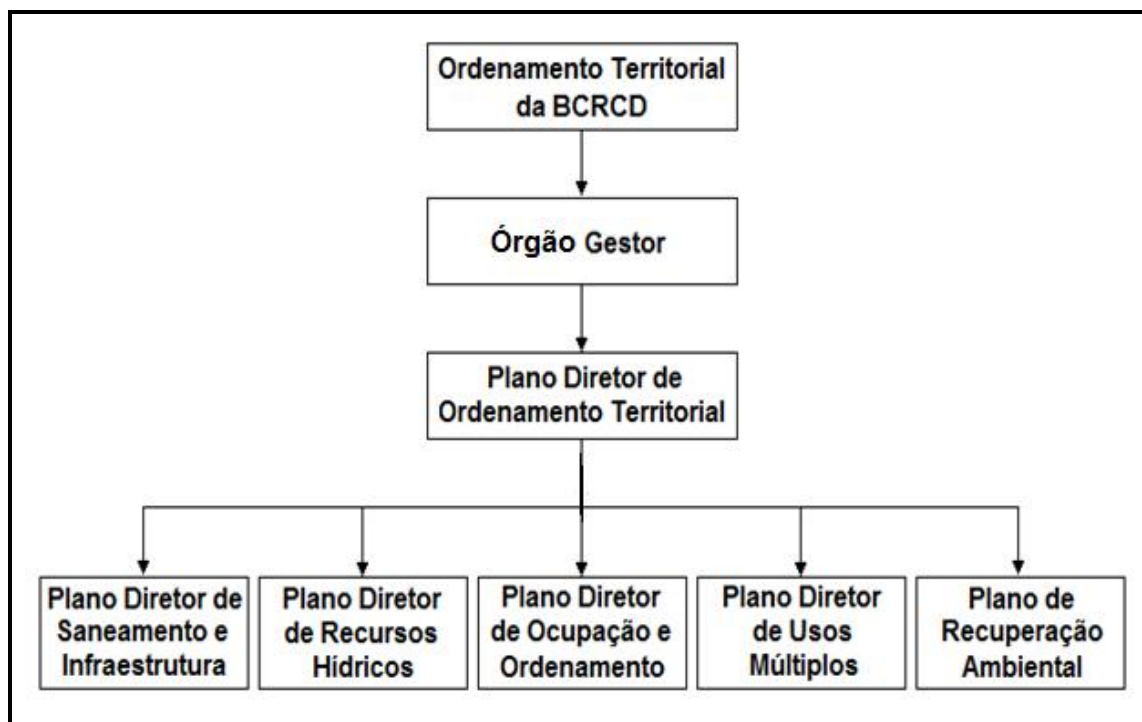 Ordenamento Territorial
da BCRCD
Órgão Gestor
Plano Diretor de
Ordenamento Territorial
Plano Diretor de
Saneamento e
Infraestrutura
Plano Diretor
de Recursos
Hídricos
Plano Diretor
de Ocupação e
Ordenamento
Plano Diretor
de Usos
Múltiplos
Plano de
Recuperação
Ambiental